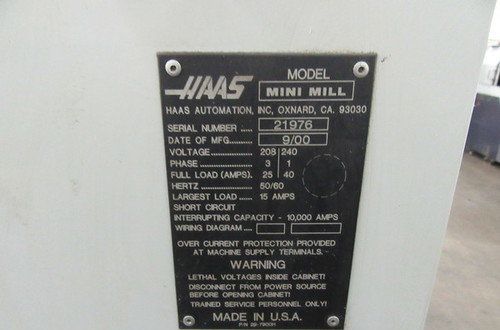 HAAS
MODEL
MINI MILL
HAAS AUTOMATION, INC, OXNARD, CA. 93030
SERIAL NUMBER 21976
DATE OF MFG. 9/00
VOLTAGE 208 240
PHASE 3 1
FULL LOAD (AMPS). 25 40
HERTZ 50/60
LARGEST LOAD 15 AMPS
SHORT CIRCUIT
INTERRUPTING CAPACITY - 10,000 AMPS
WIRING DIAGRAM
OVER CURRENT PROTECTION PROVIDED
AT MACHINE SUPPLY TERMINALS.
WARNING
LETHAL VOLTAGES INSIDE CABINET!
DISCONNECT FROM POWER SOURCE
BEFORE OPENING CABINET!
TRAINED SERVICE PERSONNEL ONLY!
MADE IN U.S.A.